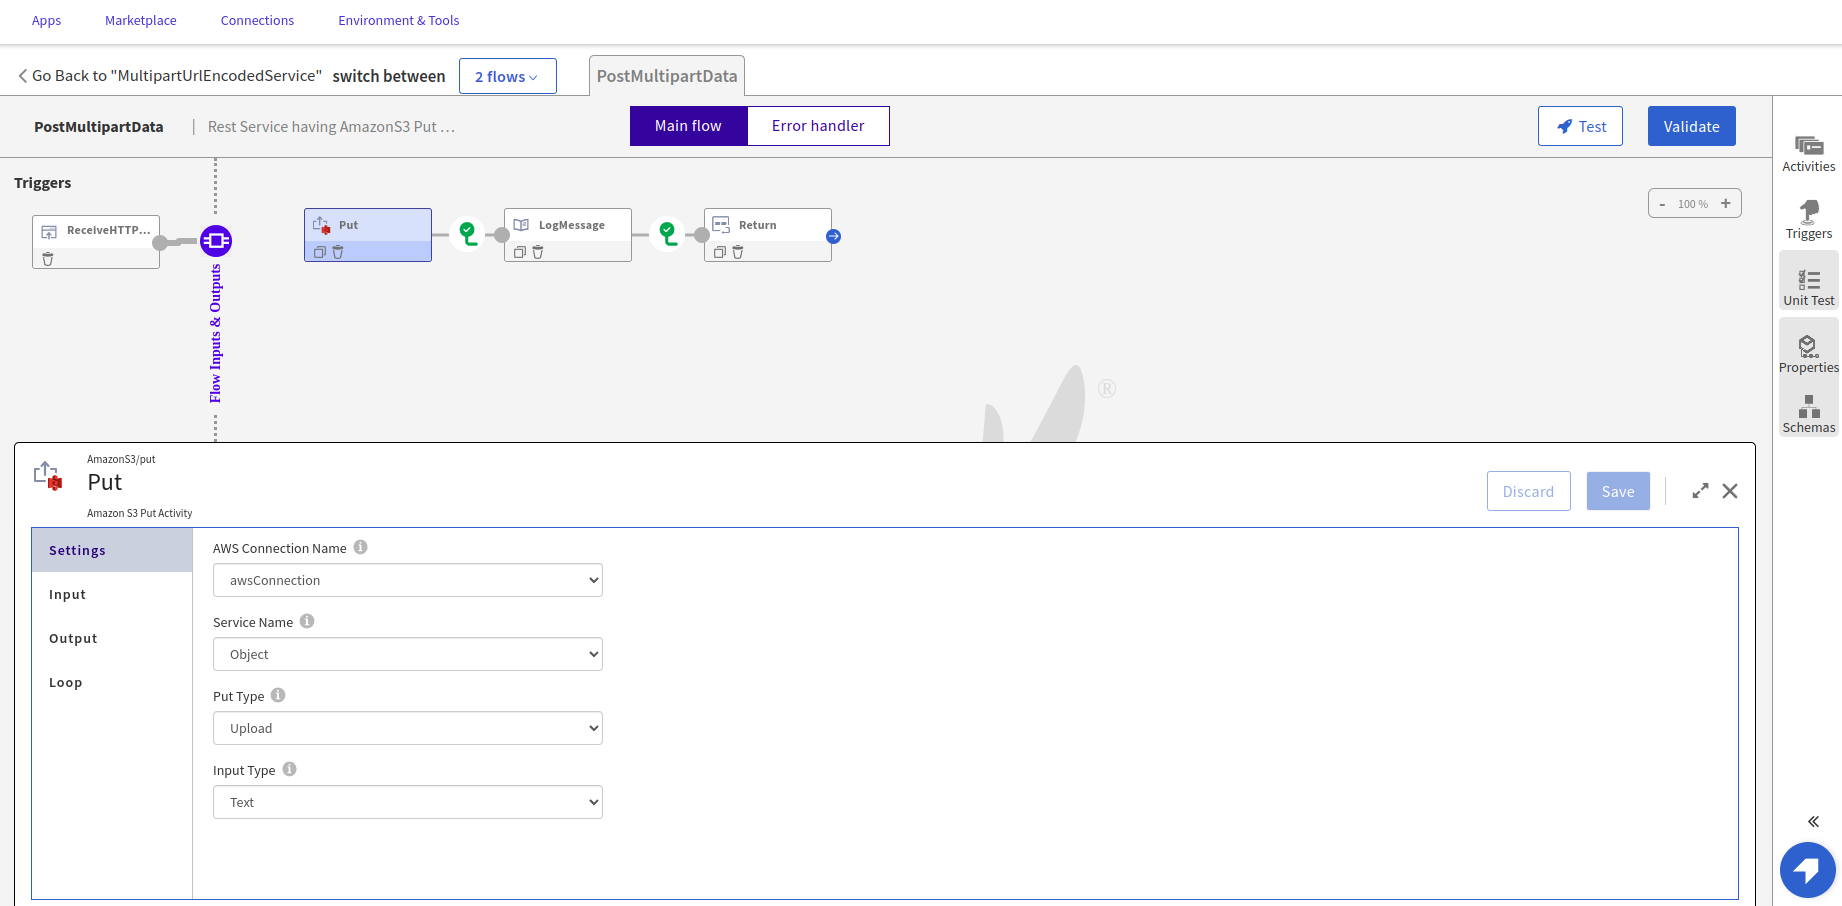 Apps Marketplace Connections Environment & Tools
Go Back to "MultipartUrlEncodedService" switch between 2 flows PostMultipartData
PostMultipartData | Rest Service having AmazonS3 Put ... Main flow Error handler Test Validate
Triggers
ReceiveHTTP...
Flow Inputs & Outputs
Put
LogMessage
Return
- 100 % +
®
Activities
Triggers
Unit Test
Properties
Schemas
AmazonS3/put
Put
Amazon S3 Put Activity
Discard Save
Settings
Input
Output
Loop
AWS Connection Name
awsConnection
Service Name
Object
Put Type
Upload
Input Type
Text